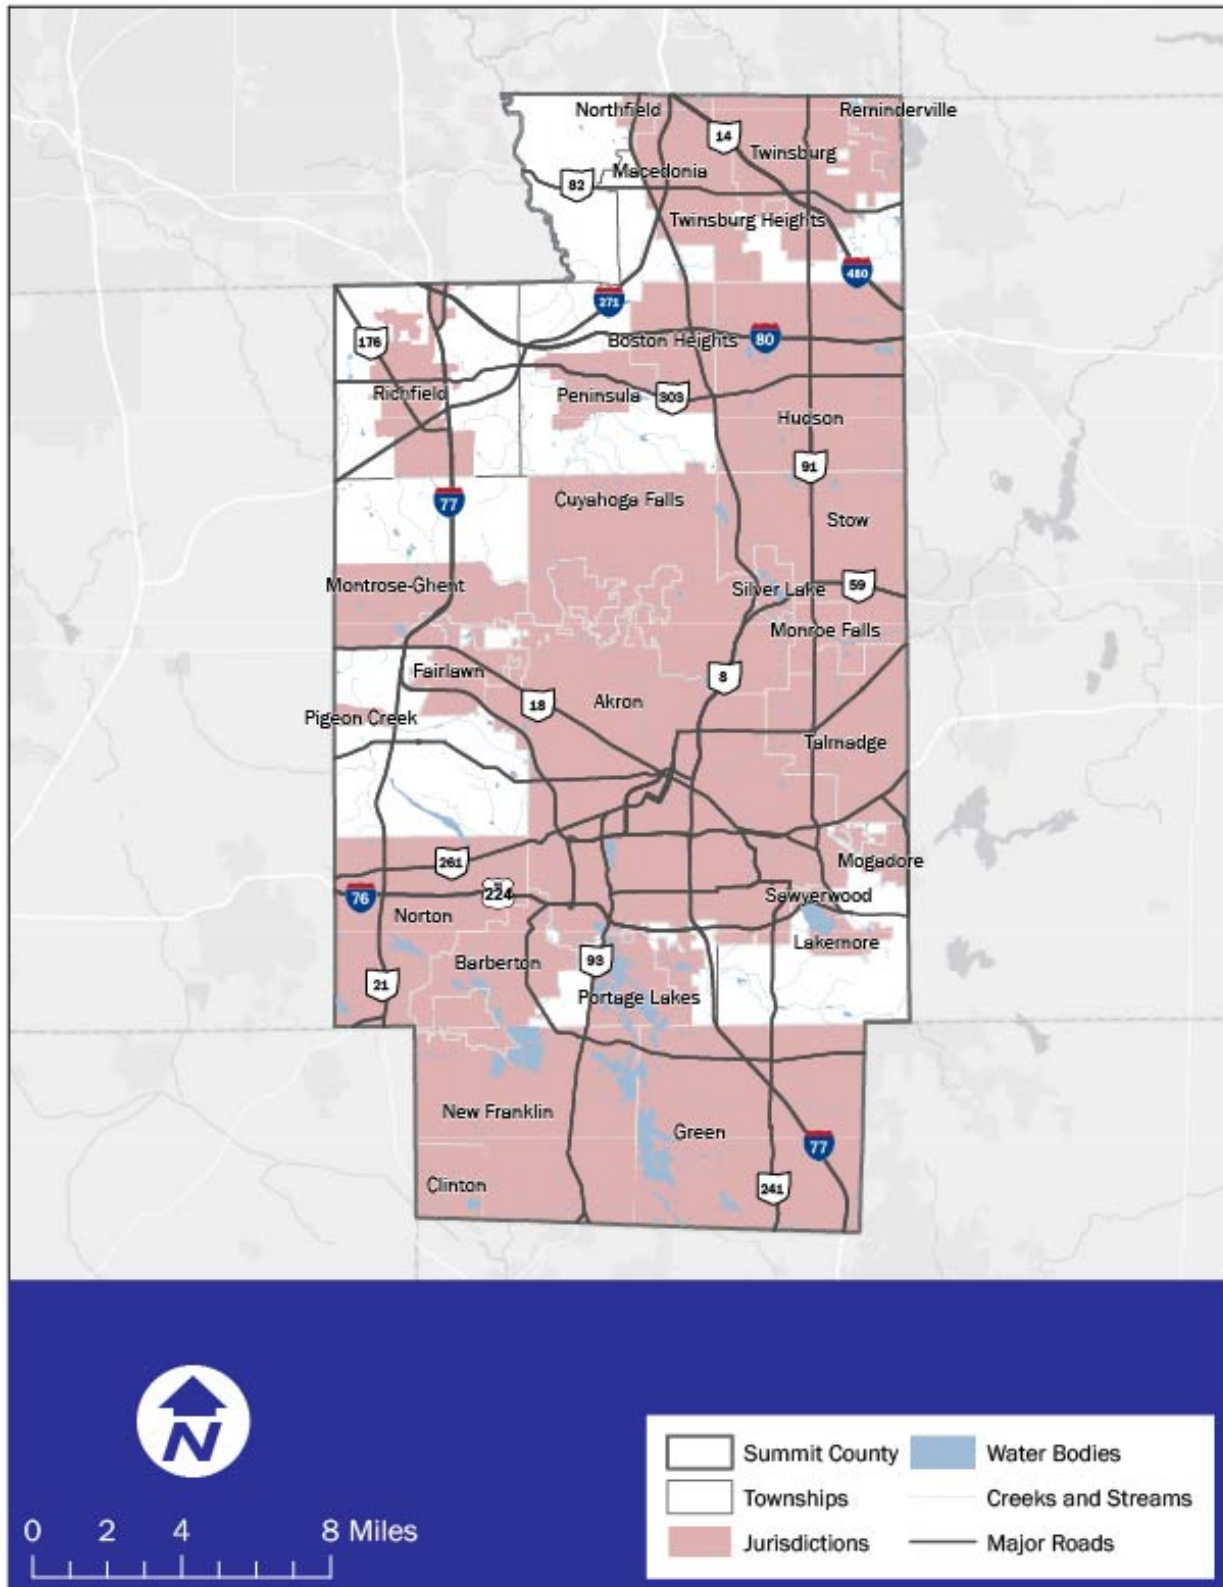 Northfield
Reminderville
14
Twinsburg
Macedonia
82
Twinsburg Heights
480
271
176
Boston Heights
80
Richfield
Peninsula
303
Hudson
91
77
Cuyahoga Falls
Stow
Montrose-Ghent
Silver Lake
59
Monroe Falls
Fairlawn
8
18
Akron
Pigeon Creek
Talmadge
261
Mogadore
76
224
Sawyerwood
Norton
Lakemore
Barberton
93
21
Portage Lakes
New Franklin
Green
77
Clinton
241
N
0 2 4 8 Miles
Summit County
Water Bodies
Townships
Creeks and Streams
Jurisdictions
Major Roads